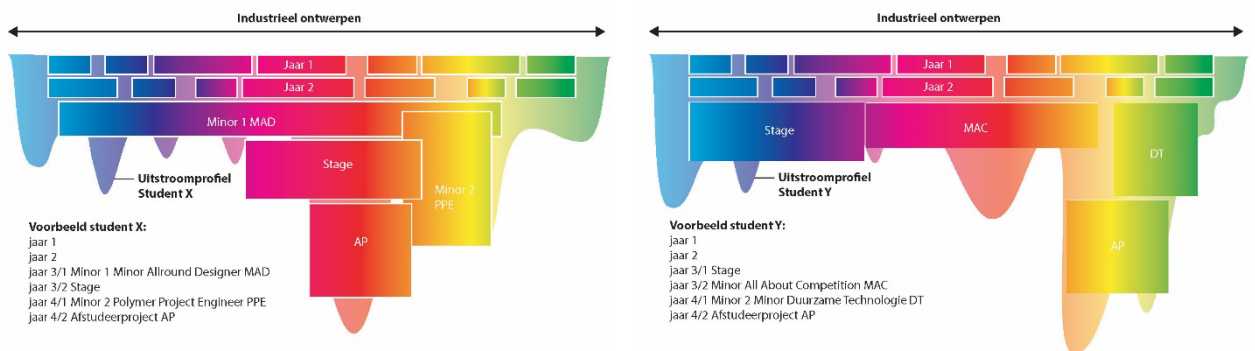 Industrieel ontwerpen
Jaar 1
Jaar 2
Minor 1 MAD
Stage
Minor 2
PPE
AP
Uitstroomprofiel
Student X
Voorbeeld student X:
jaar 1
jaar 2
jaar 3/1 Minor 1 Minor Allround Designer MAD
jaar 3/2 Stage
jaar 4/1 Minor 2 Polymer Project Engineer PPE
jaar 4/2 Afstudeerproject AP
Industrieel ontwerpen
Jaar 1
Jaar 2
Stage
MAC
DT
AP
Uitstroomprofiel
Student Y
Voorbeeld student Y:
jaar 1
jaar 2
jaar 3/1 Stage
jaar 3/2 Minor All About Competition MAC
jaar 4/1 Minor 2 Minor Duurzame Technologie DT
jaar 4/2 Afstudeerproject AP